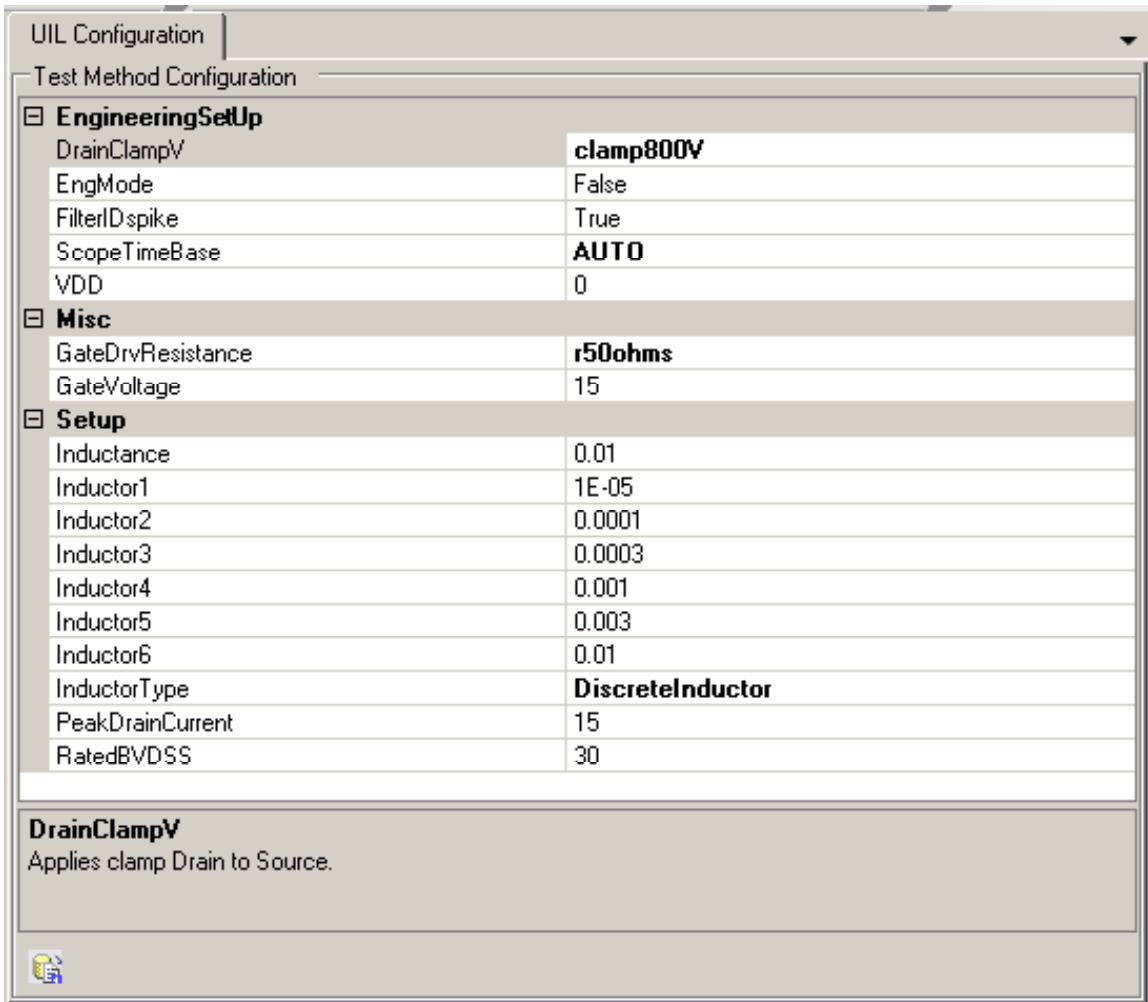 UIL Configuration
Test Method Configuration
EngineeringSetUp
DrainClampV clamp800V
EngMode False
FilterIDspike True
ScopeTimeBase AUTO
VDD 0
Misc
GateDrvResistance r50ohms
GateVoltage 15
Setup
Inductance 0.01
Inductor1 1E-05
Inductor2 0.0001
Inductor3 0.0003
Inductor4 0.001
Inductor5 0.003
Inductor6 0.01
InductorType DiscreteInductor
PeakDrainCurrent 15
RatedBVDSS 30
DrainClampV
Applies clamp Drain to Source.